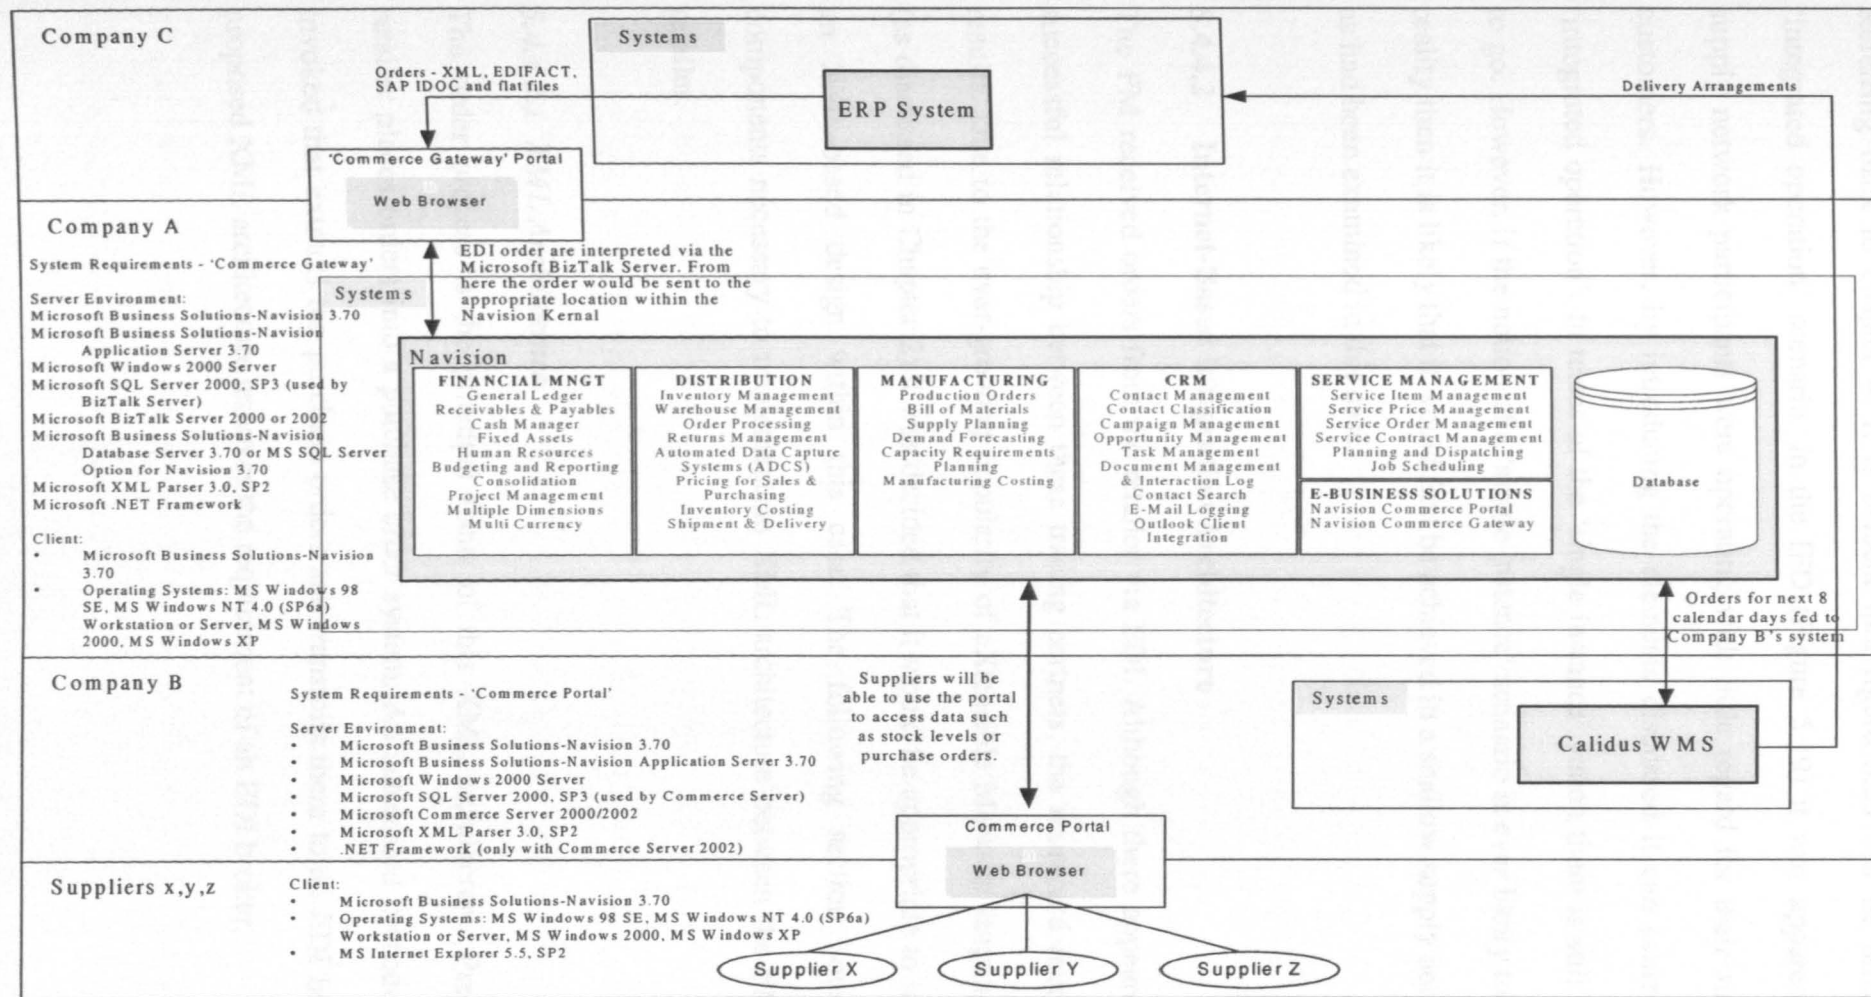 Company C
Systems
Orders - XML, EDIFACT,
SAP IDOC and flat files
ERP System
Delivery Arrangements
'Commerce Gateway' Portal
Web Browser
Company A
System Requirements - 'Commerce Gateway'
Server Environment:
Microsoft Business Solutions-Navision 3.70
Microsoft Business Solutions-Navision
Application Server 3.70
Microsoft Windows 2000 Server
Microsoft SQL Server 2000, SP3 (used by
BizTalk Server)
Microsoft BizTalk Server 2000 or 2002
Microsoft Business Solutions-Navision
Database Server 3.70 or MS SQL Server
Option for Navision 3.70
Microsoft XML Parser 3.0, SP2
Microsoft .NET Framework
Client:
• Microsoft Business Solutions-Navision
3.70
• Operating Systems: MS Windows 98
SE, MS Windows NT 4.0 (SP6a)
Workstation or Server, MS Windows
2000, MS Windows XP
EDI order are interpreted via the
Microsoft BizTalk Server. From
here the order would be sent to the
appropriate location within the
Navision Kernal
Systems
Navision
FINANCIAL MNGT
General Ledger
Receivables & Payables
Cash Manager
Fixed Assets
Human Resources
Budgeting and Reporting
Consolidation
Project Management
Multiple Dimensions
Multi Currency
DISTRIBUTION
Inventory Management
Warehouse Management
Order Processing
Returns Management
Automated Data Capture
Systems (ADCS)
Pricing for Sales &
Purchasing
Inventory Costing
Shipment & Delivery
MANUFACTURING
Production Orders
Bill of Materials
Supply Planning
Demand Forecasting
Capacity Requirements
Planning
Manufacturing Costing
CRM
Contact Management
Contact Classification
Campaign Management
Opportunity Management
Task Management
Document Management
& Interaction Log
Contact Search
E-Mail Logging
Outlook Client
Integration
SERVICE MANAGEMENT
Service Item Management
Service Price Management
Service Order Management
Service Contract Management
Planning and Dispatching
Job Scheduling
E-BUSINESS SOLUTIONS
Navision Commerce Portal
Navision Commerce Gateway
Database
Orders for next 8
calendar days fed to
Company B's system
Company B
System Requirements - 'Commerce Portal'
Server Environment:
• Microsoft Business Solutions-Navision 3.70
• Microsoft Business Solutions-Navision Application Server 3.70
• Microsoft Windows 2000 Server
• Microsoft SQL Server 2000, SP3 (used by Commerce Server)
• Microsoft Commerce Server 2000/2002
• Microsoft XML Parser 3.0, SP2
• .NET Framework (only with Commerce Server 2002)
Suppliers will be
able to use the portal
to access data such
as stock levels or
purchase orders.
Systems
Calidus WMS
Commerce Portal
Web Browser
Suppliers x,y,z
Client:
• Microsoft Business Solutions-Navision 3.70
• Operating Systems: MS Windows 98 SE, MS Windows NT 4.0 (SP6a)
Workstation or Server, MS Windows 2000, MS Windows XP
• MS Internet Explorer 5.5, SP2
Supplier X
Supplier Y
Supplier Z